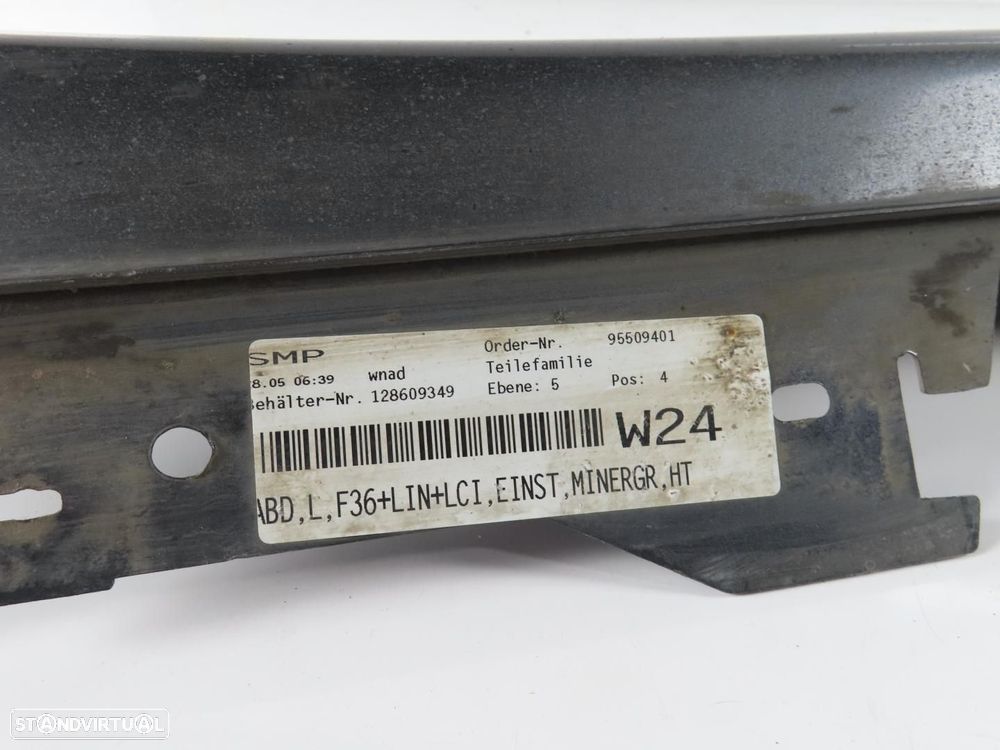 SMP
8.05 06:39 wnad
Behälter-Nr. 128609349
Order-Nr. 95509401
Teilefamilie
Ebene: 5 Pos: 4
W24
ABD,L,F36+LIN+LCI,EINST,MINERGR,HT
STANDVIRTUAL